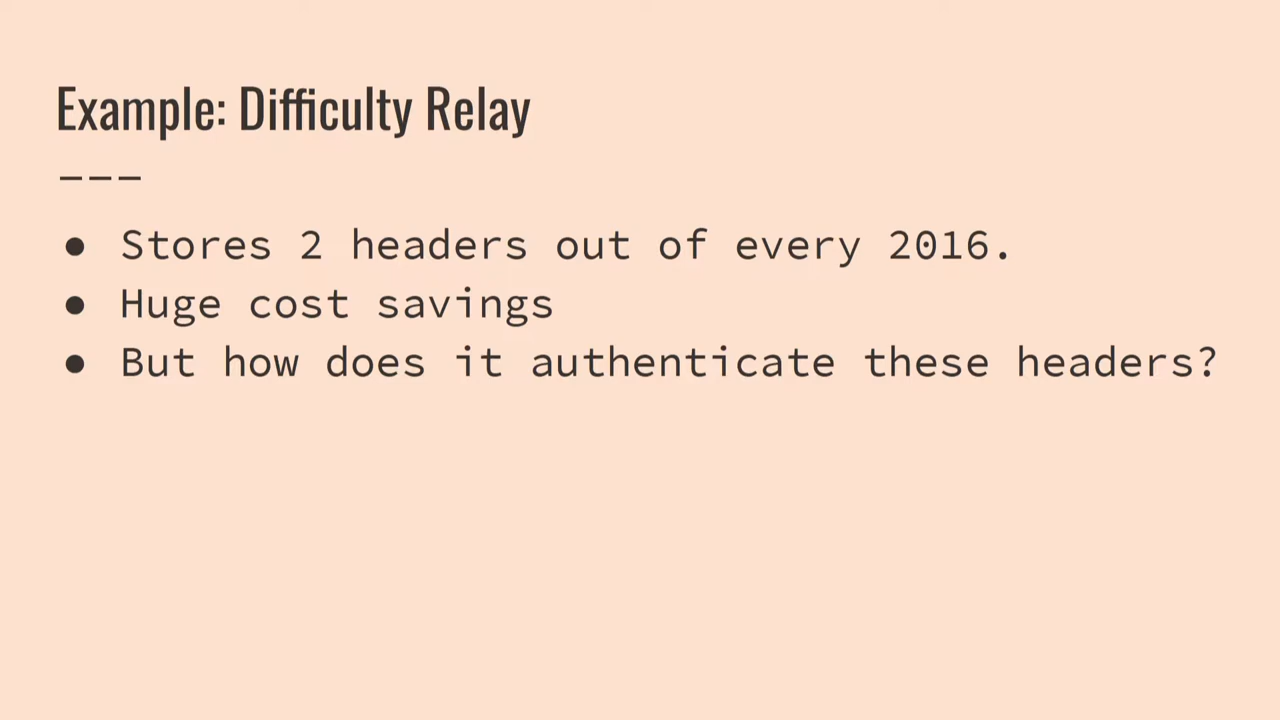 Example: Difficulty Relay
---
● Stores 2 headers out of every 2016.
● Huge cost savings
● But how does it authenticate these headers?